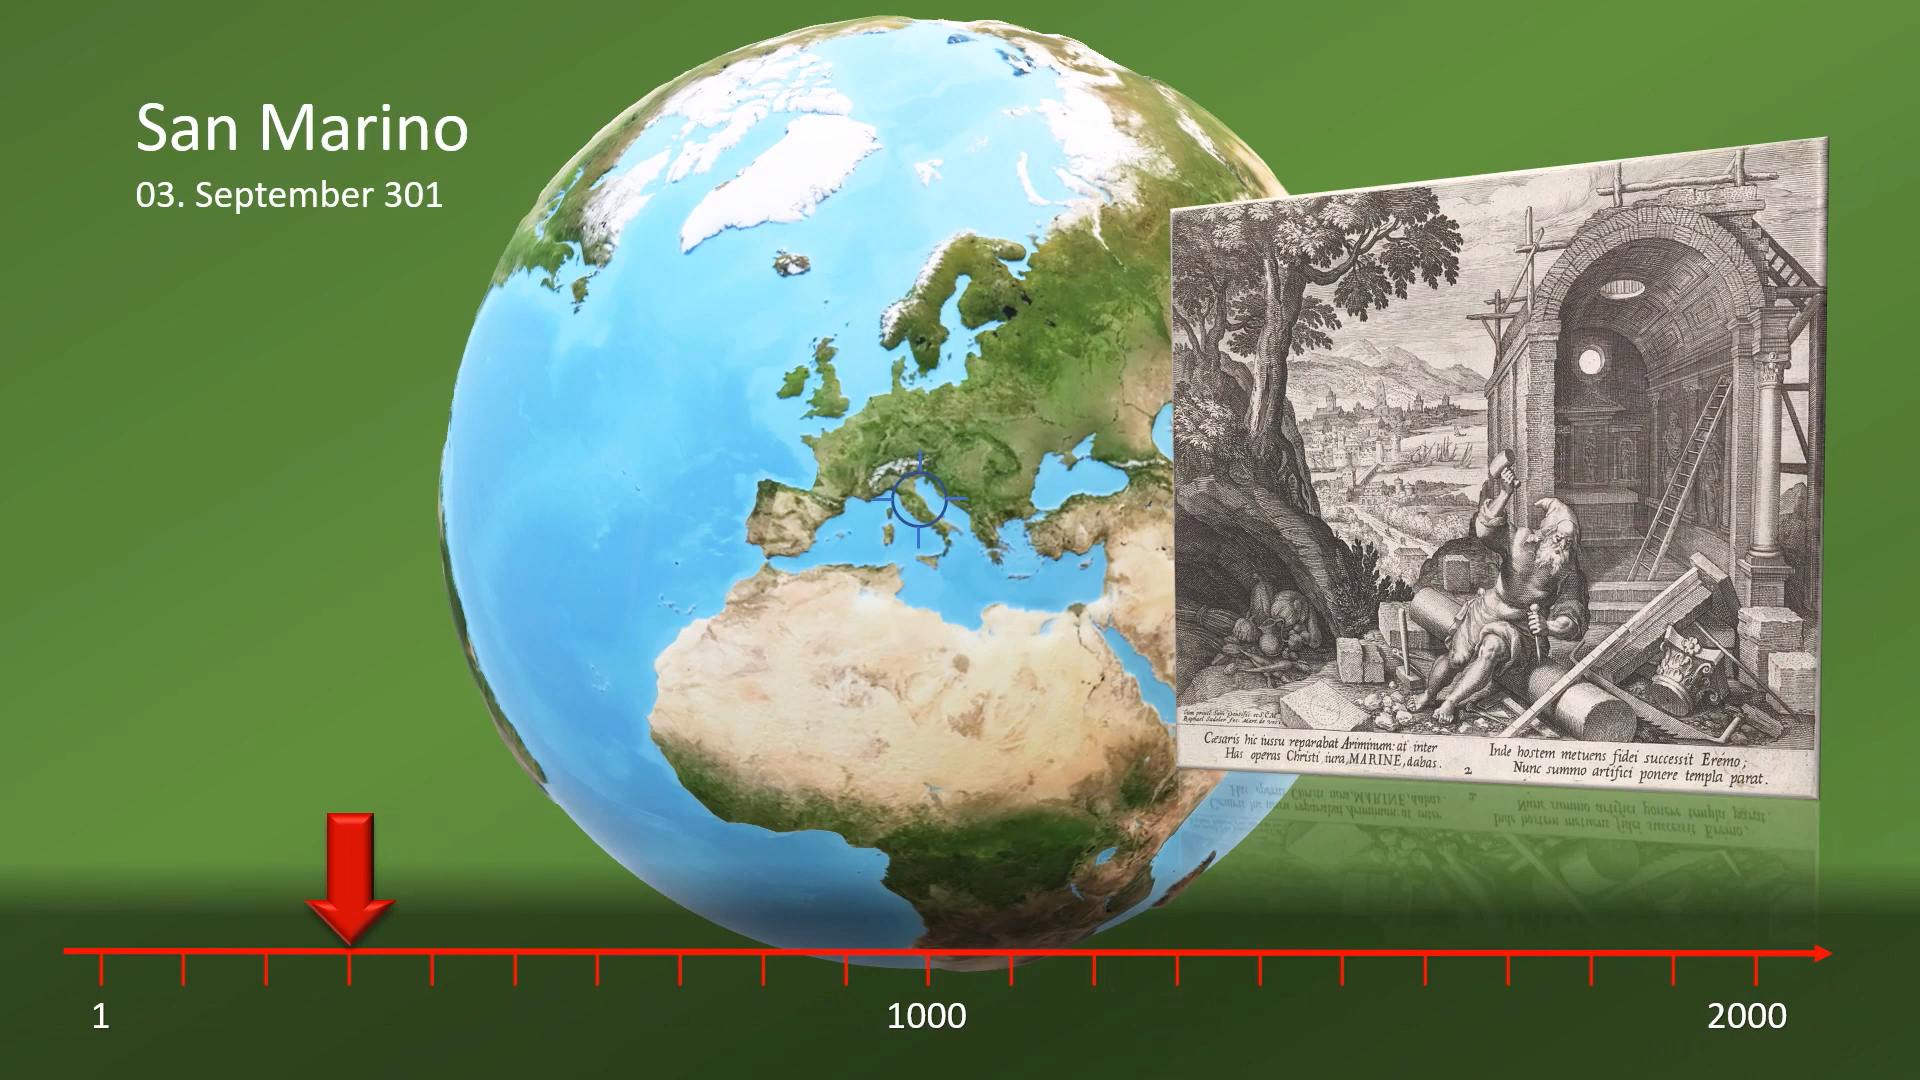 San Marino
03. September 301
Cæsaris hic iussu reparabat Ariminum: at inter
Has operas Christi iura, MARINE, dabas.
2
Inde hostem metuens fidei successit Eremo;
Nunc summo artifici ponere templa parat.
1
1000
2000